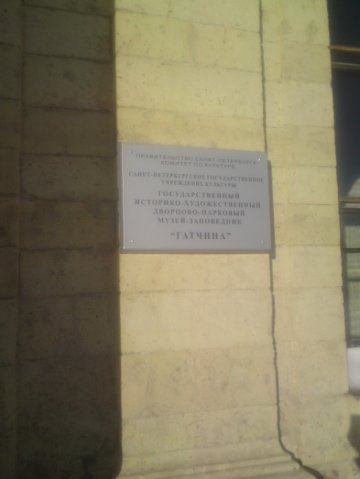 ПРАВИТЕЛЬСТВО САНКТ-ПЕТЕРБУРГА
КОМИТЕТ ПО КУЛЬТУРЕ
САНКТ-ПЕТЕРБУРГСКОЕ ГОСУДАРСТВЕННОЕ
УЧРЕЖДЕНИЕ КУЛЬТУРЫ
ГОСУДАРСТВЕННЫЙ
ИСТОРИКО-ХУДОЖЕСТВЕННЫЙ
ДВОРЦОВО-ПАРКОВЫЙ
МУЗЕЙ-ЗАПОВЕДНИК
"ГАТЧИНА"